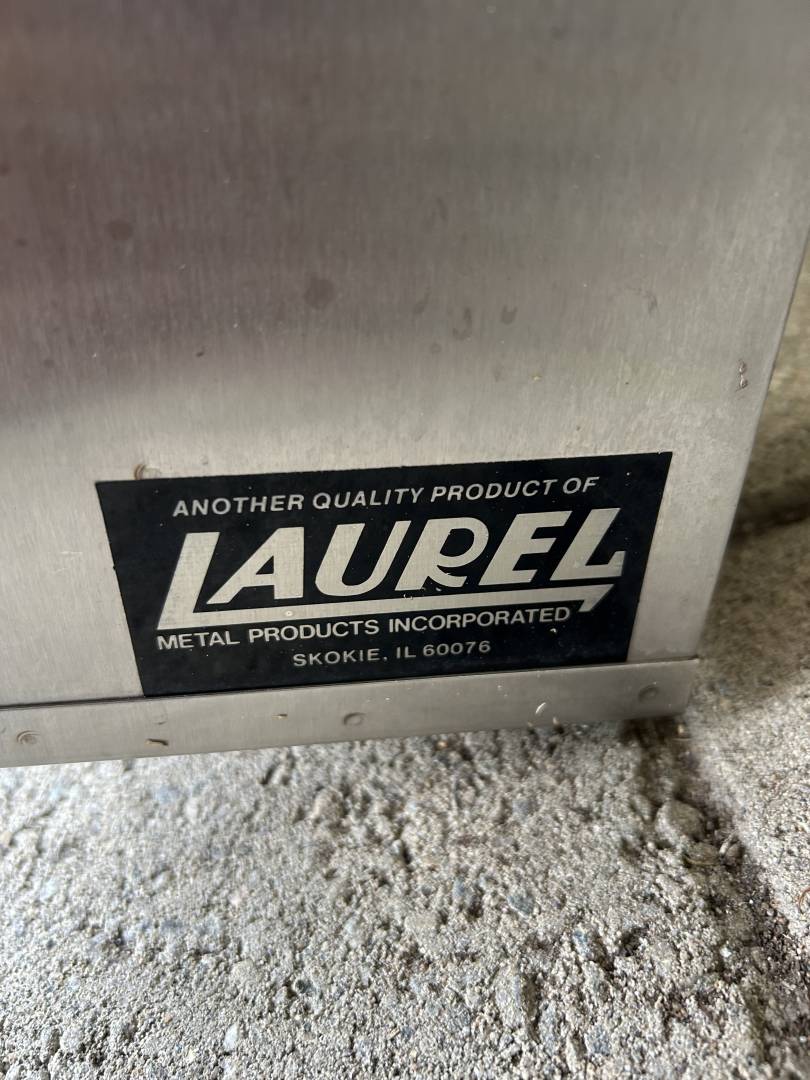 ANOTHER QUALITY PRODUCT OF
LAUREL
METAL PRODUCTS INCORPORATED
SKOKIE, IL 60076